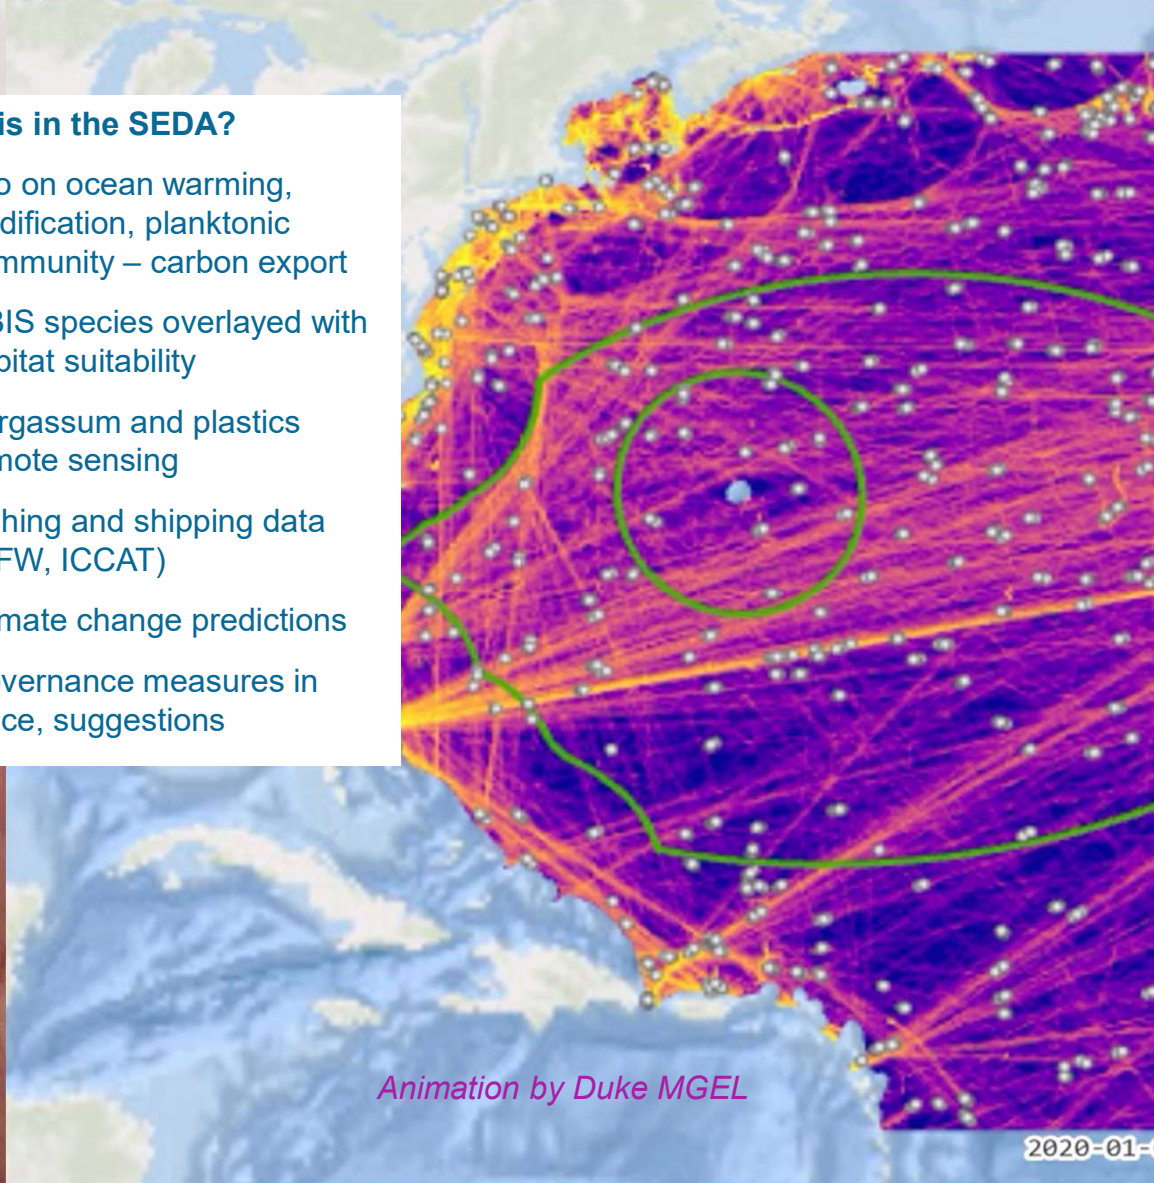 is in the SEDA?
o on ocean warming,
dification, planktonic
mmunity – carbon export
BIS species overlayed with
bitat suitability
rgassum and plastics
mote sensing
hing and shipping data
FW, ICCAT)
mate change predictions
vernance measures in
ce, suggestions
Animation by Duke MGEL
2020-01-